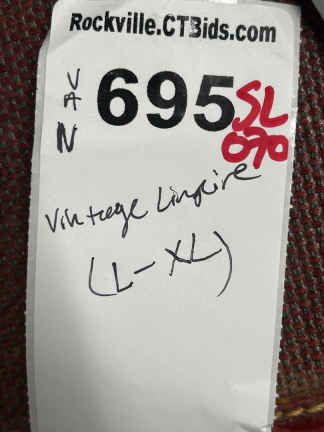 Rockville.CTBids.com
VAN 695 SL
070
Vintage Lingire
(L-XL)